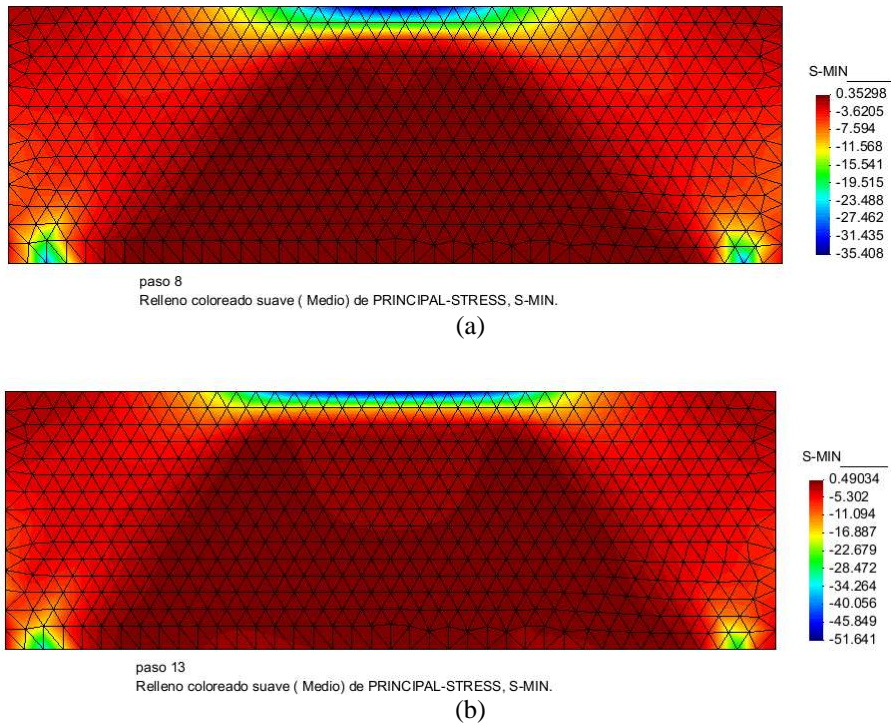 S-MIN
0.35298
-3.6205
-7.594
-11.568
-15.541
-19.515
-23.488
-27.462
-31.435
-35.408
paso 8
Relleno coloreado suave ( Medio) de PRINCIPAL-STRESS, S-MIN.
(a)
S-MIN
0.49034
-5.302
-11.094
-16.887
-22.679
-28.472
-34.264
-40.056
-45.849
-51.641
paso 13
Relleno coloreado suave ( Medio) de PRINCIPAL-STRESS, S-MIN.
(b)